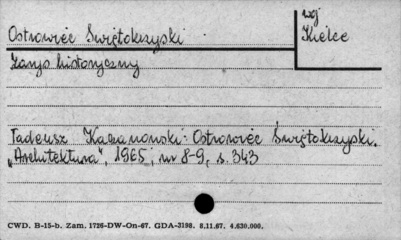 Ostrowiec Świętokrzyski
woj
Kielce
Zarys historyczny
Tadeusz Kaczanowski: Ostrowiec Świętokrzyski.
„Architektura", 1965, nr 8-9, s. 343
CWD. B-15-b. Zam. 1726-DW-On-67. GDA-3198. 8.11.67. 4.630.000.